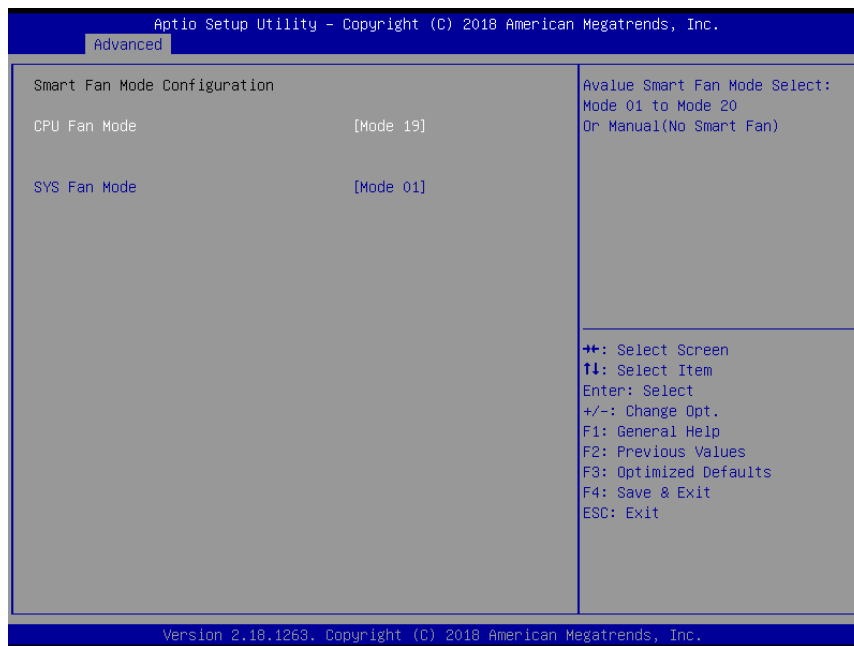 Aptio Setup Utility – Copyright (C) 2018 American Megatrends, Inc.
Advanced
Smart Fan Mode Configuration
CPU Fan Mode [Mode 19]
SYS Fan Mode [Mode 01]
Avalue Smart Fan Mode Select:
Mode 01 to Mode 20
Or Manual(No Smart Fan)
→←: Select Screen
↑↓: Select Item
Enter: Select
+/-: Change Opt.
F1: General Help
F2: Previous Values
F3: Optimized Defaults
F4: Save & Exit
ESC: Exit
Version 2.18.1263. Copyright (C) 2018 American Megatrends, Inc.